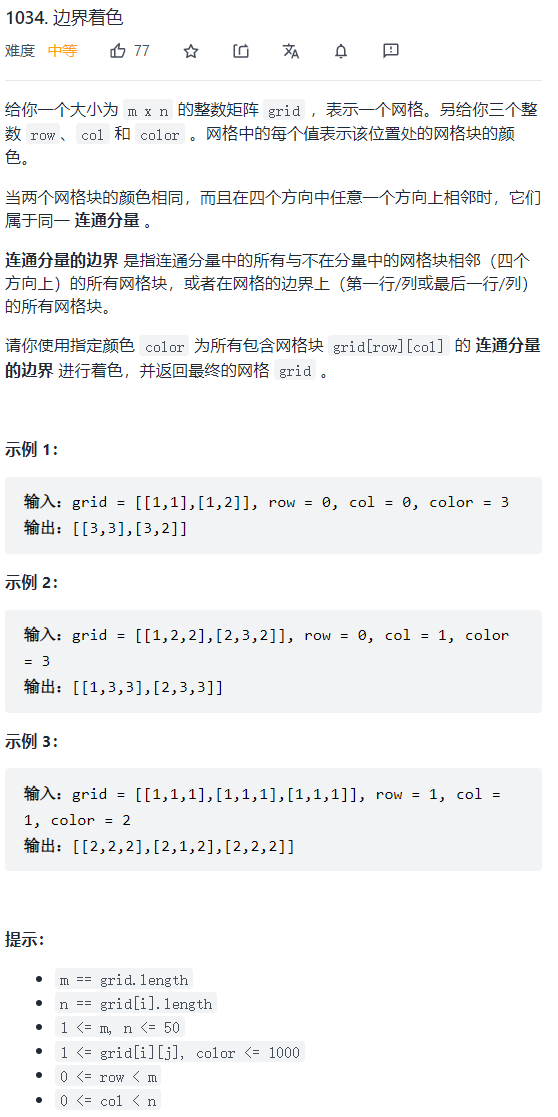 1034. 边界着色
难度 中等 77
给你一个大小为 m x n 的整数矩阵 grid ，表示一个网格。另给你三个整
数 row、col 和 color 。网格中的每个值表示该位置处的网格块的颜
色。
当两个网格块的颜色相同，而且在四个方向中任意一个方向上相邻时，它们
属于同一 连通分量 。
连通分量的边界 是指连通分量中的所有与不在分量中的网格块相邻（四个
方向上）的所有网格块，或者在网格的边界上（第一行/列或最后一行/列）
的所有网格块。
请你使用指定颜色 color 为所有包含网格块 grid[row][col] 的 连通分量
的边界 进行着色，并返回最终的网格 grid 。
示例 1：
输入：grid = [[1,1],[1,2]], row = 0, col = 0, color = 3
输出：[[3,3],[3,2]]
示例 2：
输入：grid = [[1,2,2],[2,3,2]], row = 0, col = 1, color
= 3
输出：[[1,3,3],[2,3,3]]
示例 3：
输入：grid = [[1,1,1],[1,1,1],[1,1,1]], row = 1, col =
1, color = 2
输出：[[2,2,2],[2,1,2],[2,2,2]]
提示：
m == grid.length
n == grid[i].length
1 <= m, n <= 50
1 <= grid[i][j], color <= 1000
0 <= row < m
0 <= col < n